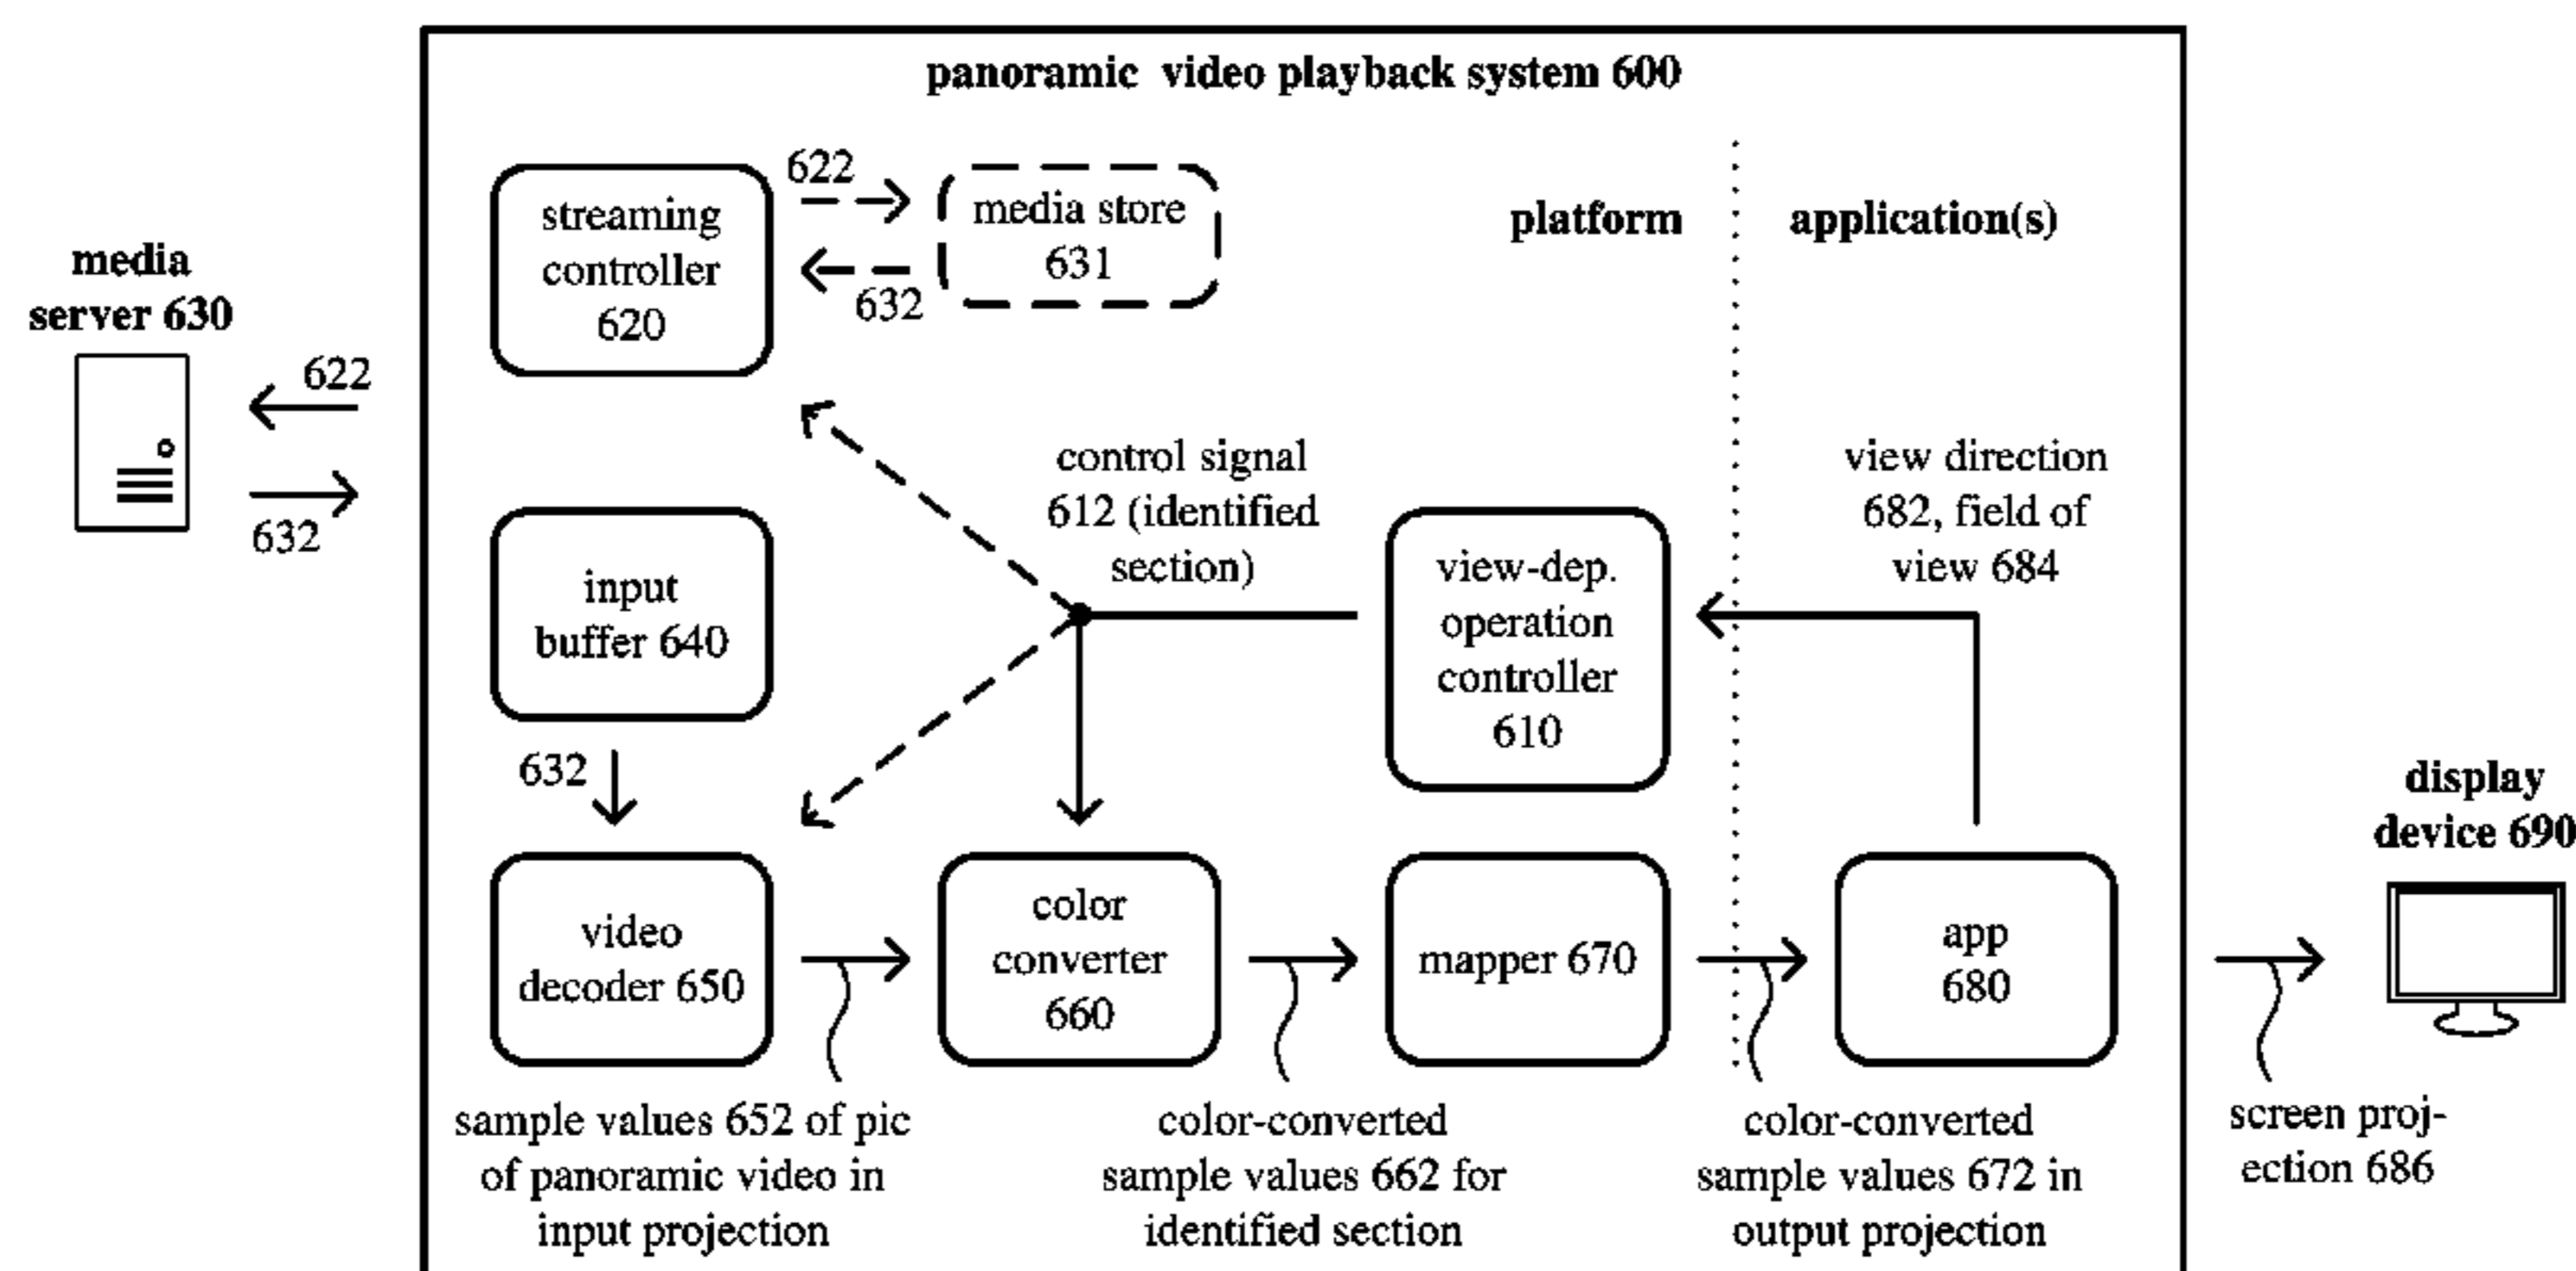 panoramic video playback system 600
622
streaming
controller
620
media store
631
632
platform
application(s)
media
server 630
622
632
control signal
612 (identified
section)
view direction
682, field of
view 684
input
buffer 640
view-dep.
operation
controller
610
632
display
device 690
video
decoder 650
color
converter
660
mapper 670
app
680
sample values 652 of pic
of panoramic video in
input projection
color-converted
sample values 662 for
identified section
color-converted
sample values 672 in
output projection
screen proj-
ection 686